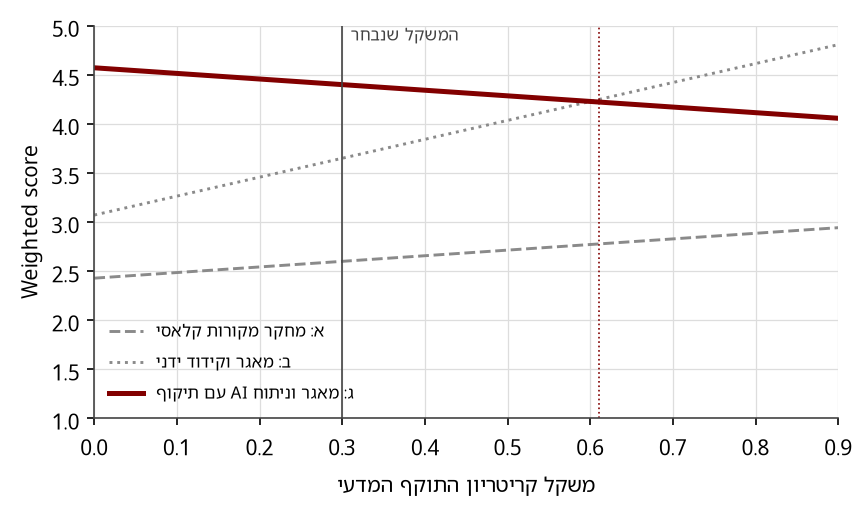 המשקל שנבחר
Weighted score
5.0
4.5
4.0
3.5
3.0
2.5
2.0
1.5
1.0
א: מחקר מקורות קלאסי
ב: מאגר וקידוד ידני
ג: מאגר וניתוח AI עם תיקוף
0.0 0.1 0.2 0.3 0.4 0.5 0.6 0.7 0.8 0.9
משקל קריטריון התוקף המדעי